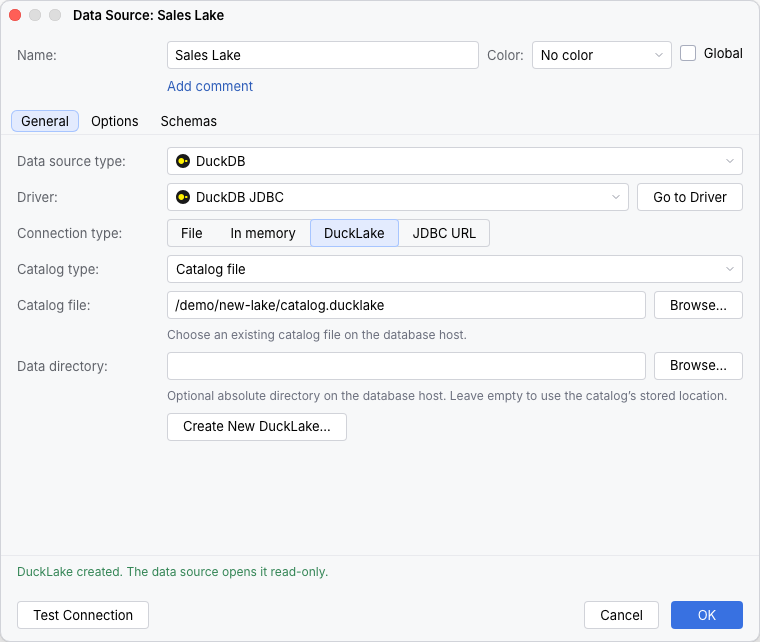 Data Source: Sales Lake
Name:
Sales Lake
Color:
No color
Global
Add comment
General
Options
Schemas
Data source type:
DuckDB
Driver:
DuckDB JDBC
Go to Driver
Connection type:
File
In memory
DuckLake
JDBC URL
Catalog type:
Catalog file
Catalog file:
/demo/new-lake/catalog.ducklake
Browse...
Choose an existing catalog file on the database host.
Data directory:
Browse...
Optional absolute directory on the database host. Leave empty to use the catalog's stored location.
Create New DuckLake...
DuckLake created. The data source opens it read-only.
Test Connection
Cancel
OK